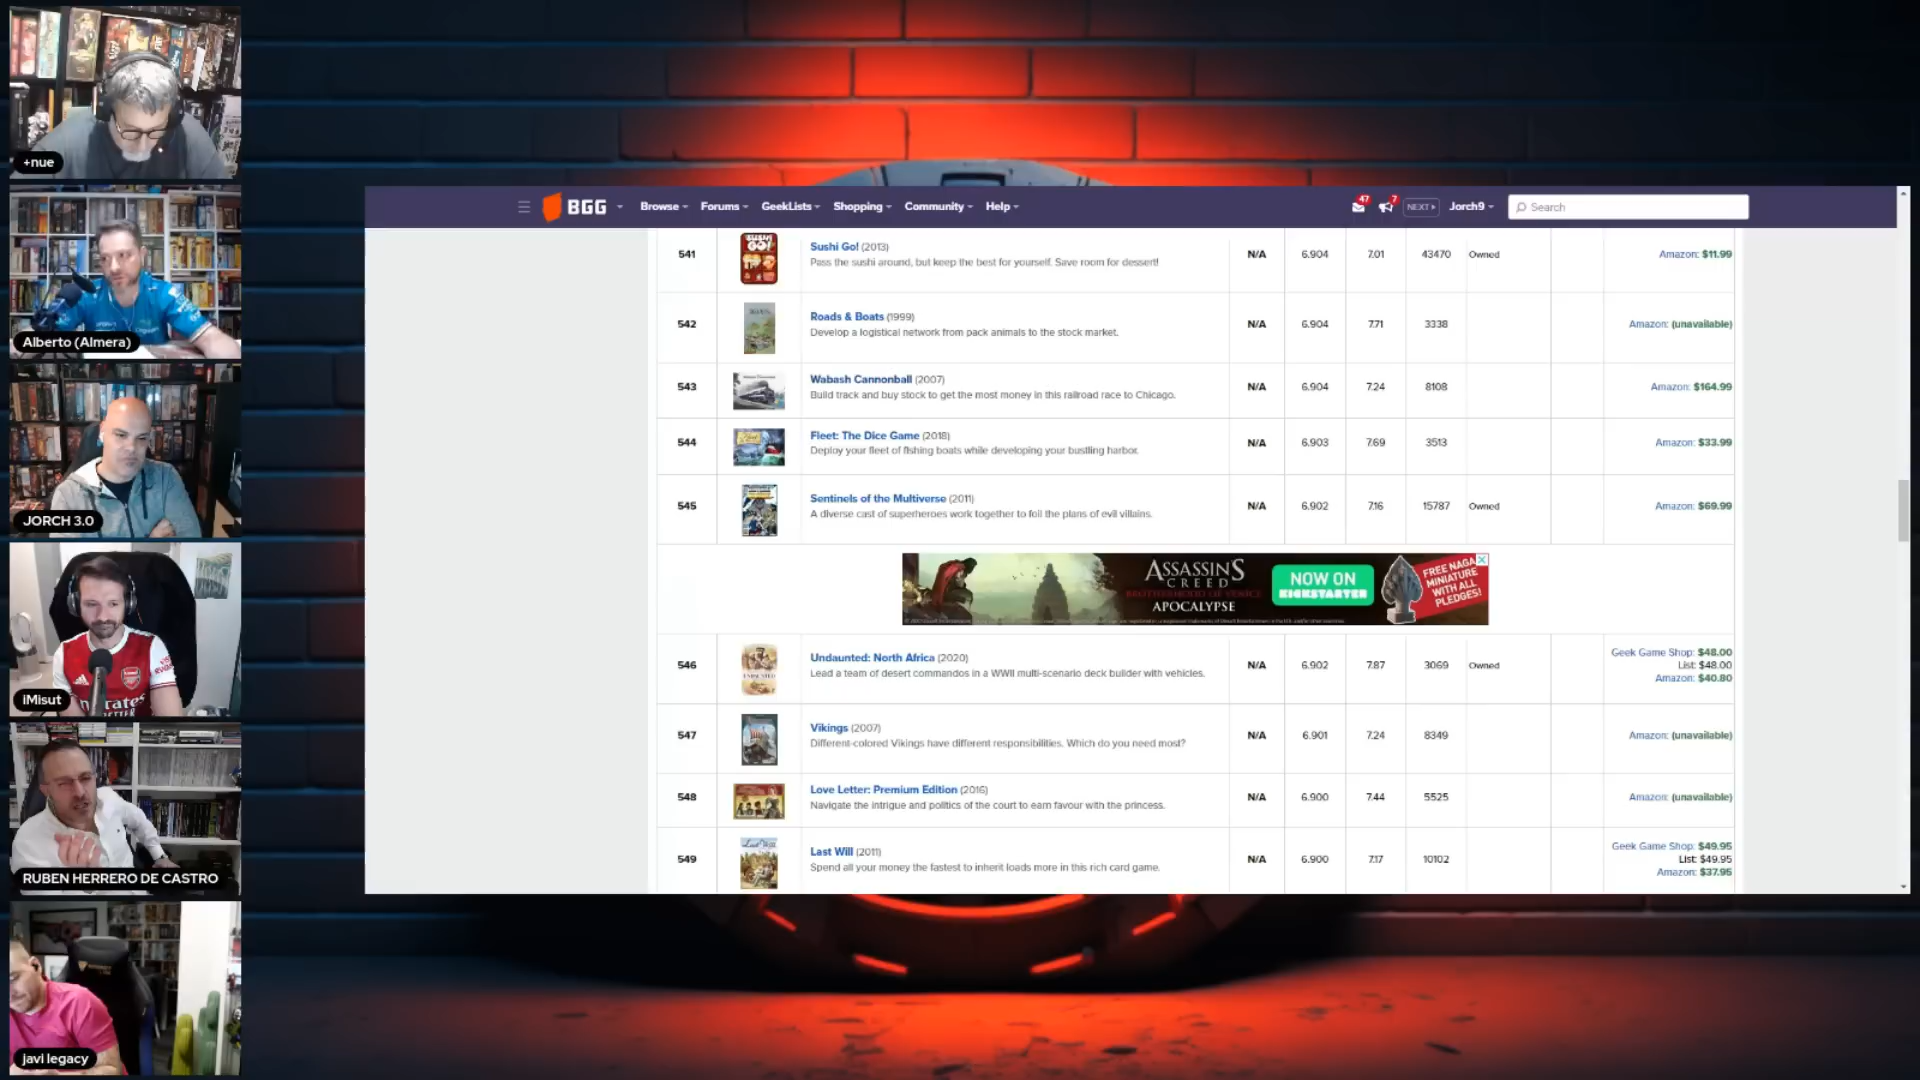 +nue
Alberto (Almera)
JORCH 3.0
iMisut
RUBEN HERRERO DE CASTRO
javi legacy
BGG Browse Forums GeekLists Shopping Community Help 47 7 NEXT Jorch9 Search
541 Sushi Go! (2013) N/A 6.904 7.01 43470 Owned Amazon: $11.99
Pass the sushi around, but keep the best for yourself. Save room for dessert!
542 Roads & Boats (1999) N/A 6.904 7.71 3338 Amazon: (unavailable)
Develop a logistical network from pack animals to the stock market.
543 Wabash Cannonball (2007) N/A 6.904 7.24 8108 Amazon: $164.99
Build track and buy stock to get the most money in this railroad race to Chicago.
544 Fleet: The Dice Game (2018) N/A 6.903 7.69 3513 Amazon: $33.99
Deploy your fleet of fishing boats while developing your bustling harbor.
545 Sentinels of the Multiverse (2011) N/A 6.902 7.16 15787 Owned Amazon: $69.99
A diverse cast of superheroes work together to foil the plans of evil villains.
ASSASSIN'S
CREED
BROTHERHOOD OF VENICE
APOCALYPSE
NOW ON
KICKSTARTER
FREE NAGA
MINIATURE
WITH ALL
PLEDGES!
546 Undaunted: North Africa (2020) N/A 6.902 7.87 3069 Owned
Lead a team of desert commandos in a WWII multi-scenario deck builder with vehicles.
Geek Game Shop: $48.00
List: $48.00
Amazon: $40.80
547 Vikings (2007) N/A 6.901 7.24 8349 Amazon: (unavailable)
Different-colored Vikings have different responsibilities. Which do you need most?
548 Love Letter: Premium Edition (2016) N/A 6.900 7.44 5525 Amazon: (unavailable)
Navigate the intrigue and politics of the court to earn favour with the princess.
549 Last Will (2011) N/A 6.900 7.17 10102
Spend all your money the fastest to inherit loads more in this rich card game.
Geek Game Shop: $49.95
List: $49.95
Amazon: $37.95